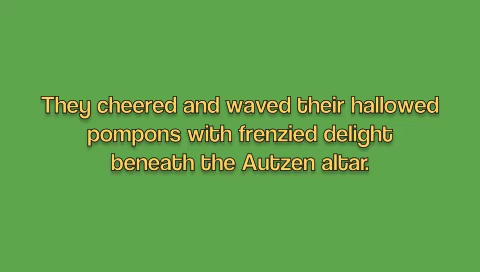 They cheered and waved their hallowed
pompons with frenzied delight
beneath the Autzen altar.